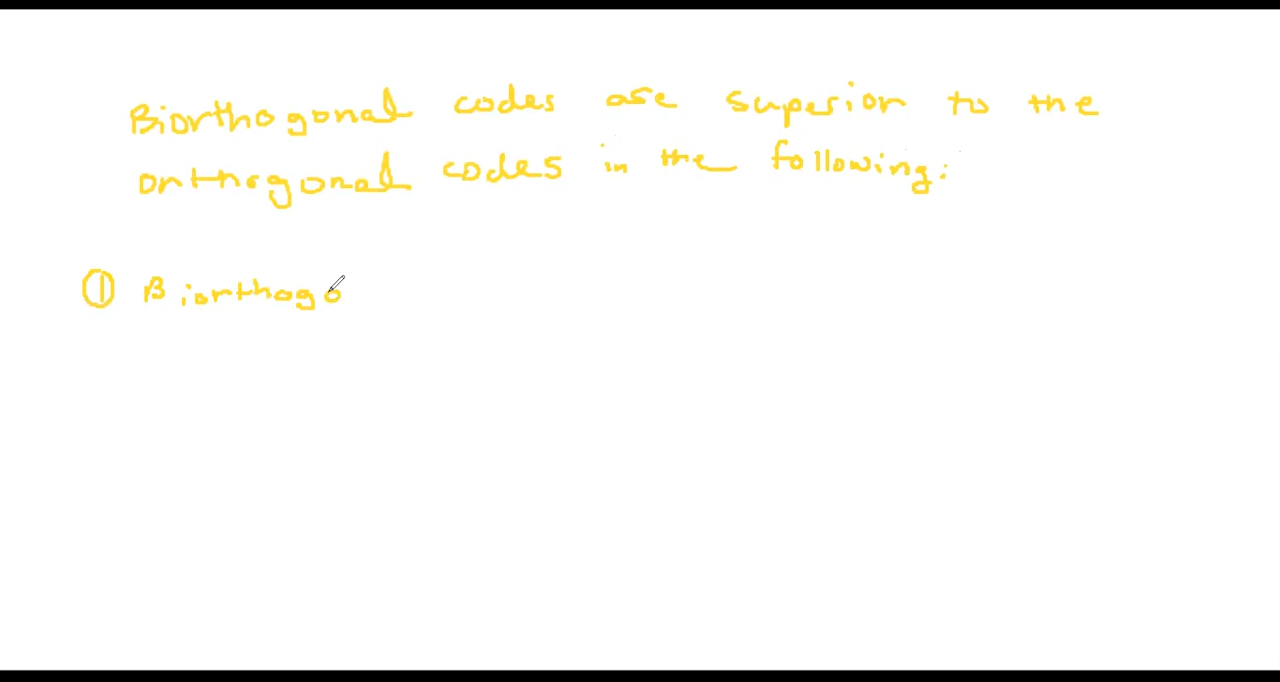 Biorthogonal codes are superior to the
orthogonal codes in the following:
① Biorthogo